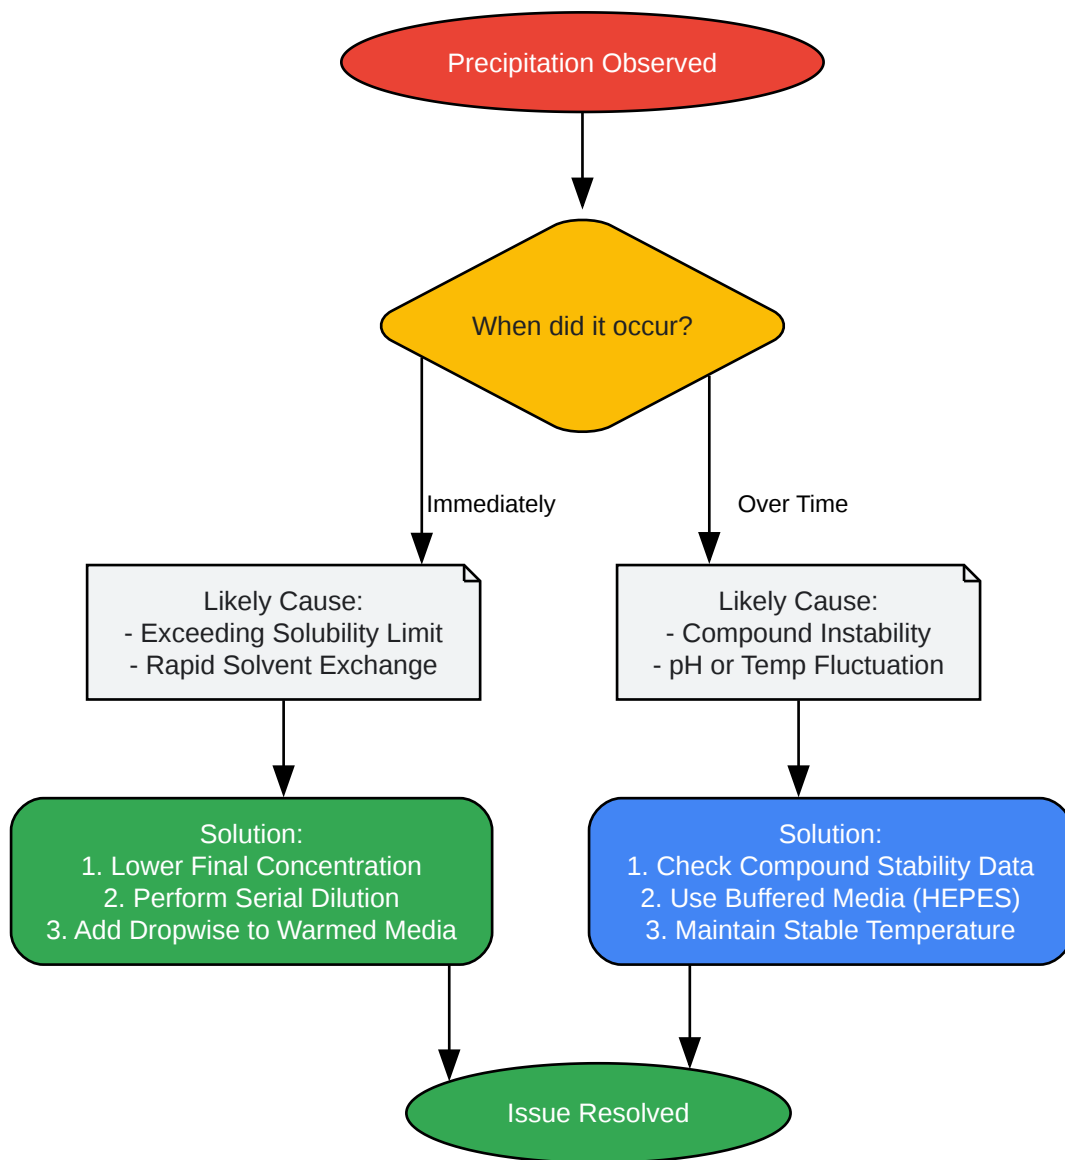 Precipitation Observed
When did it occur?
Immediately
Over Time
Likely Cause:
- Exceeding Solubility Limit
- Rapid Solvent Exchange
Likely Cause:
- Compound Instability
- pH or Temp Fluctuation
Solution:
1. Lower Final Concentration
2. Perform Serial Dilution
3. Add Dropwise to Warmed Media
Solution:
1. Check Compound Stability Data
2. Use Buffered Media (HEPES)
3. Maintain Stable Temperature
Issue Resolved